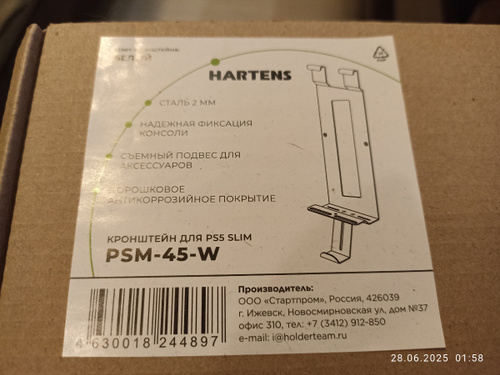 ЦВЕТ КРОНШТЕЙНА:
БЕЛЫЙ
HARTENS
СТАЛЬ 2 ММ
НАДЕЖНАЯ ФИКСАЦИЯ
КОНСОЛИ
СЪЕМНЫЙ ПОДВЕС ДЛЯ
АКСЕССУАРОВ
ПОРОШКОВОЕ
АНТИКОРРОЗИЙНОЕ ПОКРЫТИЕ
КРОНШТЕЙН ДЛЯ PS5 SLIM
PSM-45-W
4 630018 244897
Производитель:
ООО «Стартпром», Россия, 426039
г. Ижевск, Новосмирновская ул, дом №37
офис 310, тел: +7 (3412) 912-850
e-mail: i@holderteam.ru
28.06.2025 01:58